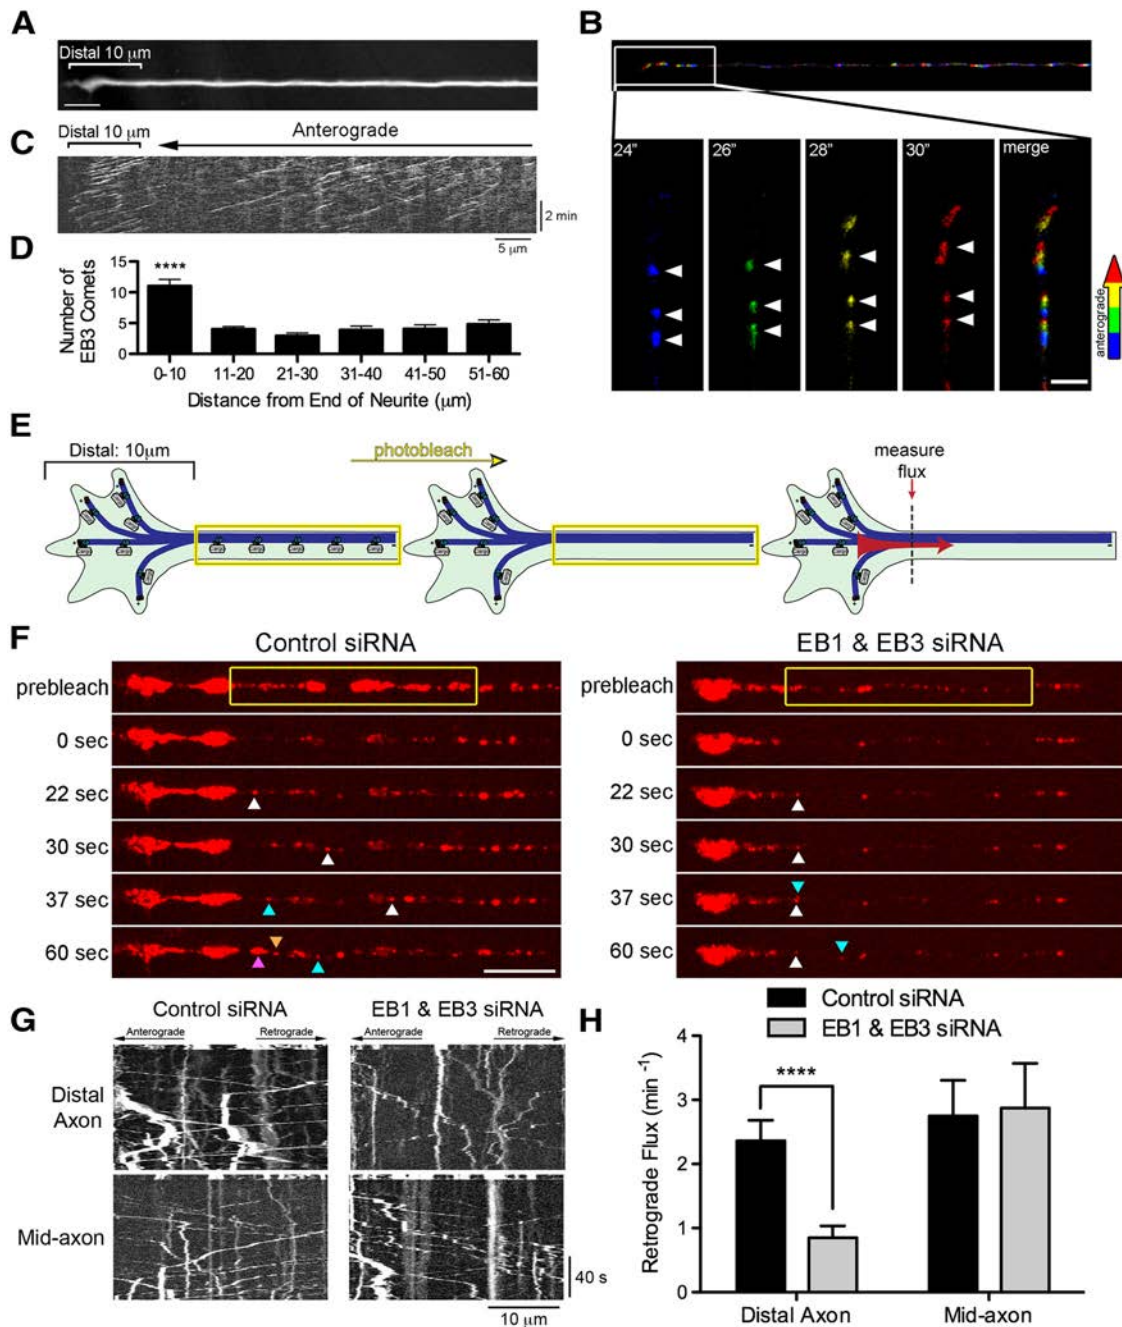 A
Distal 10 μm
C
Distal 10 μm
Anterograde
2 min
5 μm
D
Number of
EB3 Comets
15
10
5
0
****
0-10
11-20
21-30
31-40
41-50
51-60
Distance from End of Neurite (μm)
B
24”
26”
28”
30”
merge
anterograde
E
Distal: 10μm
photobleach
measure
flux
F
Control siRNA
EB1 & EB3 siRNA
prebleach
0 sec
22 sec
30 sec
37 sec
60 sec
prebleach
0 sec
22 sec
30 sec
37 sec
60 sec
G
Control siRNA
EB1 & EB3 siRNA
Anterograde
Retrograde
Anterograde
Retrograde
Distal
Axon
Mid-axon
40 s
10 μm
H
Control siRNA
EB1 & EB3 siRNA
Retrograde Flux (min⁻¹)
4
3
2
1
0
****
Distal Axon
Mid-axon